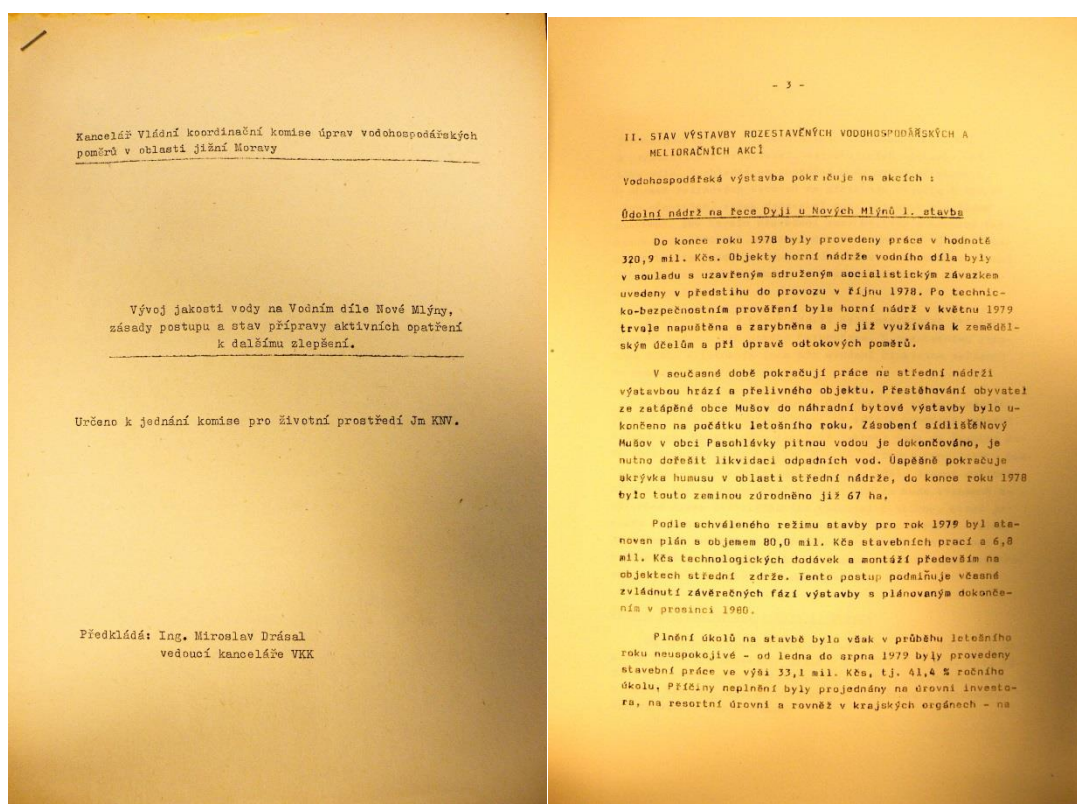 Kancelář Vládní koordinační komise úprav vodohospodářských
poměrů v oblasti jižní Moravy
Vývoj jakosti vody na Vodním díle Nové Mlýny,
zásady postupu a stav přípravy aktivních opatření
k dalšímu zlepšení.
Určeno k jednání komise pro životní prostředí Jm KNV.
Předkládá: Ing. Miroslav Drásal
vedoucí kanceláře VKK
- 3 -
II. STAV VÝSTAVBY ROZESTAVĚNÝCH VODOHOSPODÁŘSKÝCH A
MELIORAČNÍCH AKCÍ
Vodohospodářská výstavba pokračuje na akcích :
Údolní nádrž na řece Dyji u Nových Mlýnů I. stavba
Do konce roku 1978 byly provedeny práce v hodnotě
320,9 mil. Kčs. Objekty horní nádrže vodního díla byly
v souladu s uzavřeným sdruženým socialistickým závazkem
uvedeny v předstihu do provozu v říjnu 1978. Po technic-
ko-bezpečnostním prověření byla horní nádrž v květnu 1979
trvale napuštěna a zarybněna a je již využívána k zeměděl-
ským účelům a při úpravě odtokových poměrů.
V současné době pokračují práce na střední nádrži
výstavbou hrází a přelivného objektu. Přestěhování obyvatel
ze zatápěné obce Mušov do náhradní bytové výstavby bylo u-
končeno na počátku letošního roku. Zásobení sídlištěNový
Mušov v obci Pasohlávky pitnou vodou je dokončováno, je
nutno dořešit likvidaci odpadních vod. Úspěšně pokračuje
skrývka humusu v oblasti střední nádrže, do konce roku 1978
bylo touto zeminou zúrodněno již 67 ha.
Podle schváleného režimu stavby pro rok 1979 byl sta-
noven plán s objemem 80,0 mil. Kčs stavebních prací a 6,8
mil. Kčs technologických dodávek a montáží především na
objektech střední zdrže. Tento postup podmiňuje včasné
zvládnutí závěrečných fází výstavby s plánovaným dokonče-
ním v prosinci 1980.
Plnění úkolů na stavbě bylo však v průběhu letošního
roku neuspokojivé - od ledna do srpna 1979 byly provedeny
stavební práce ve výši 33,1 mil. Kčs, tj. 41,4 % ročního
úkolu. Příčiny neplnění byly projednány na úrovni investo-
ra, na resortní úrovni a rovněž v krajských orgánech - na